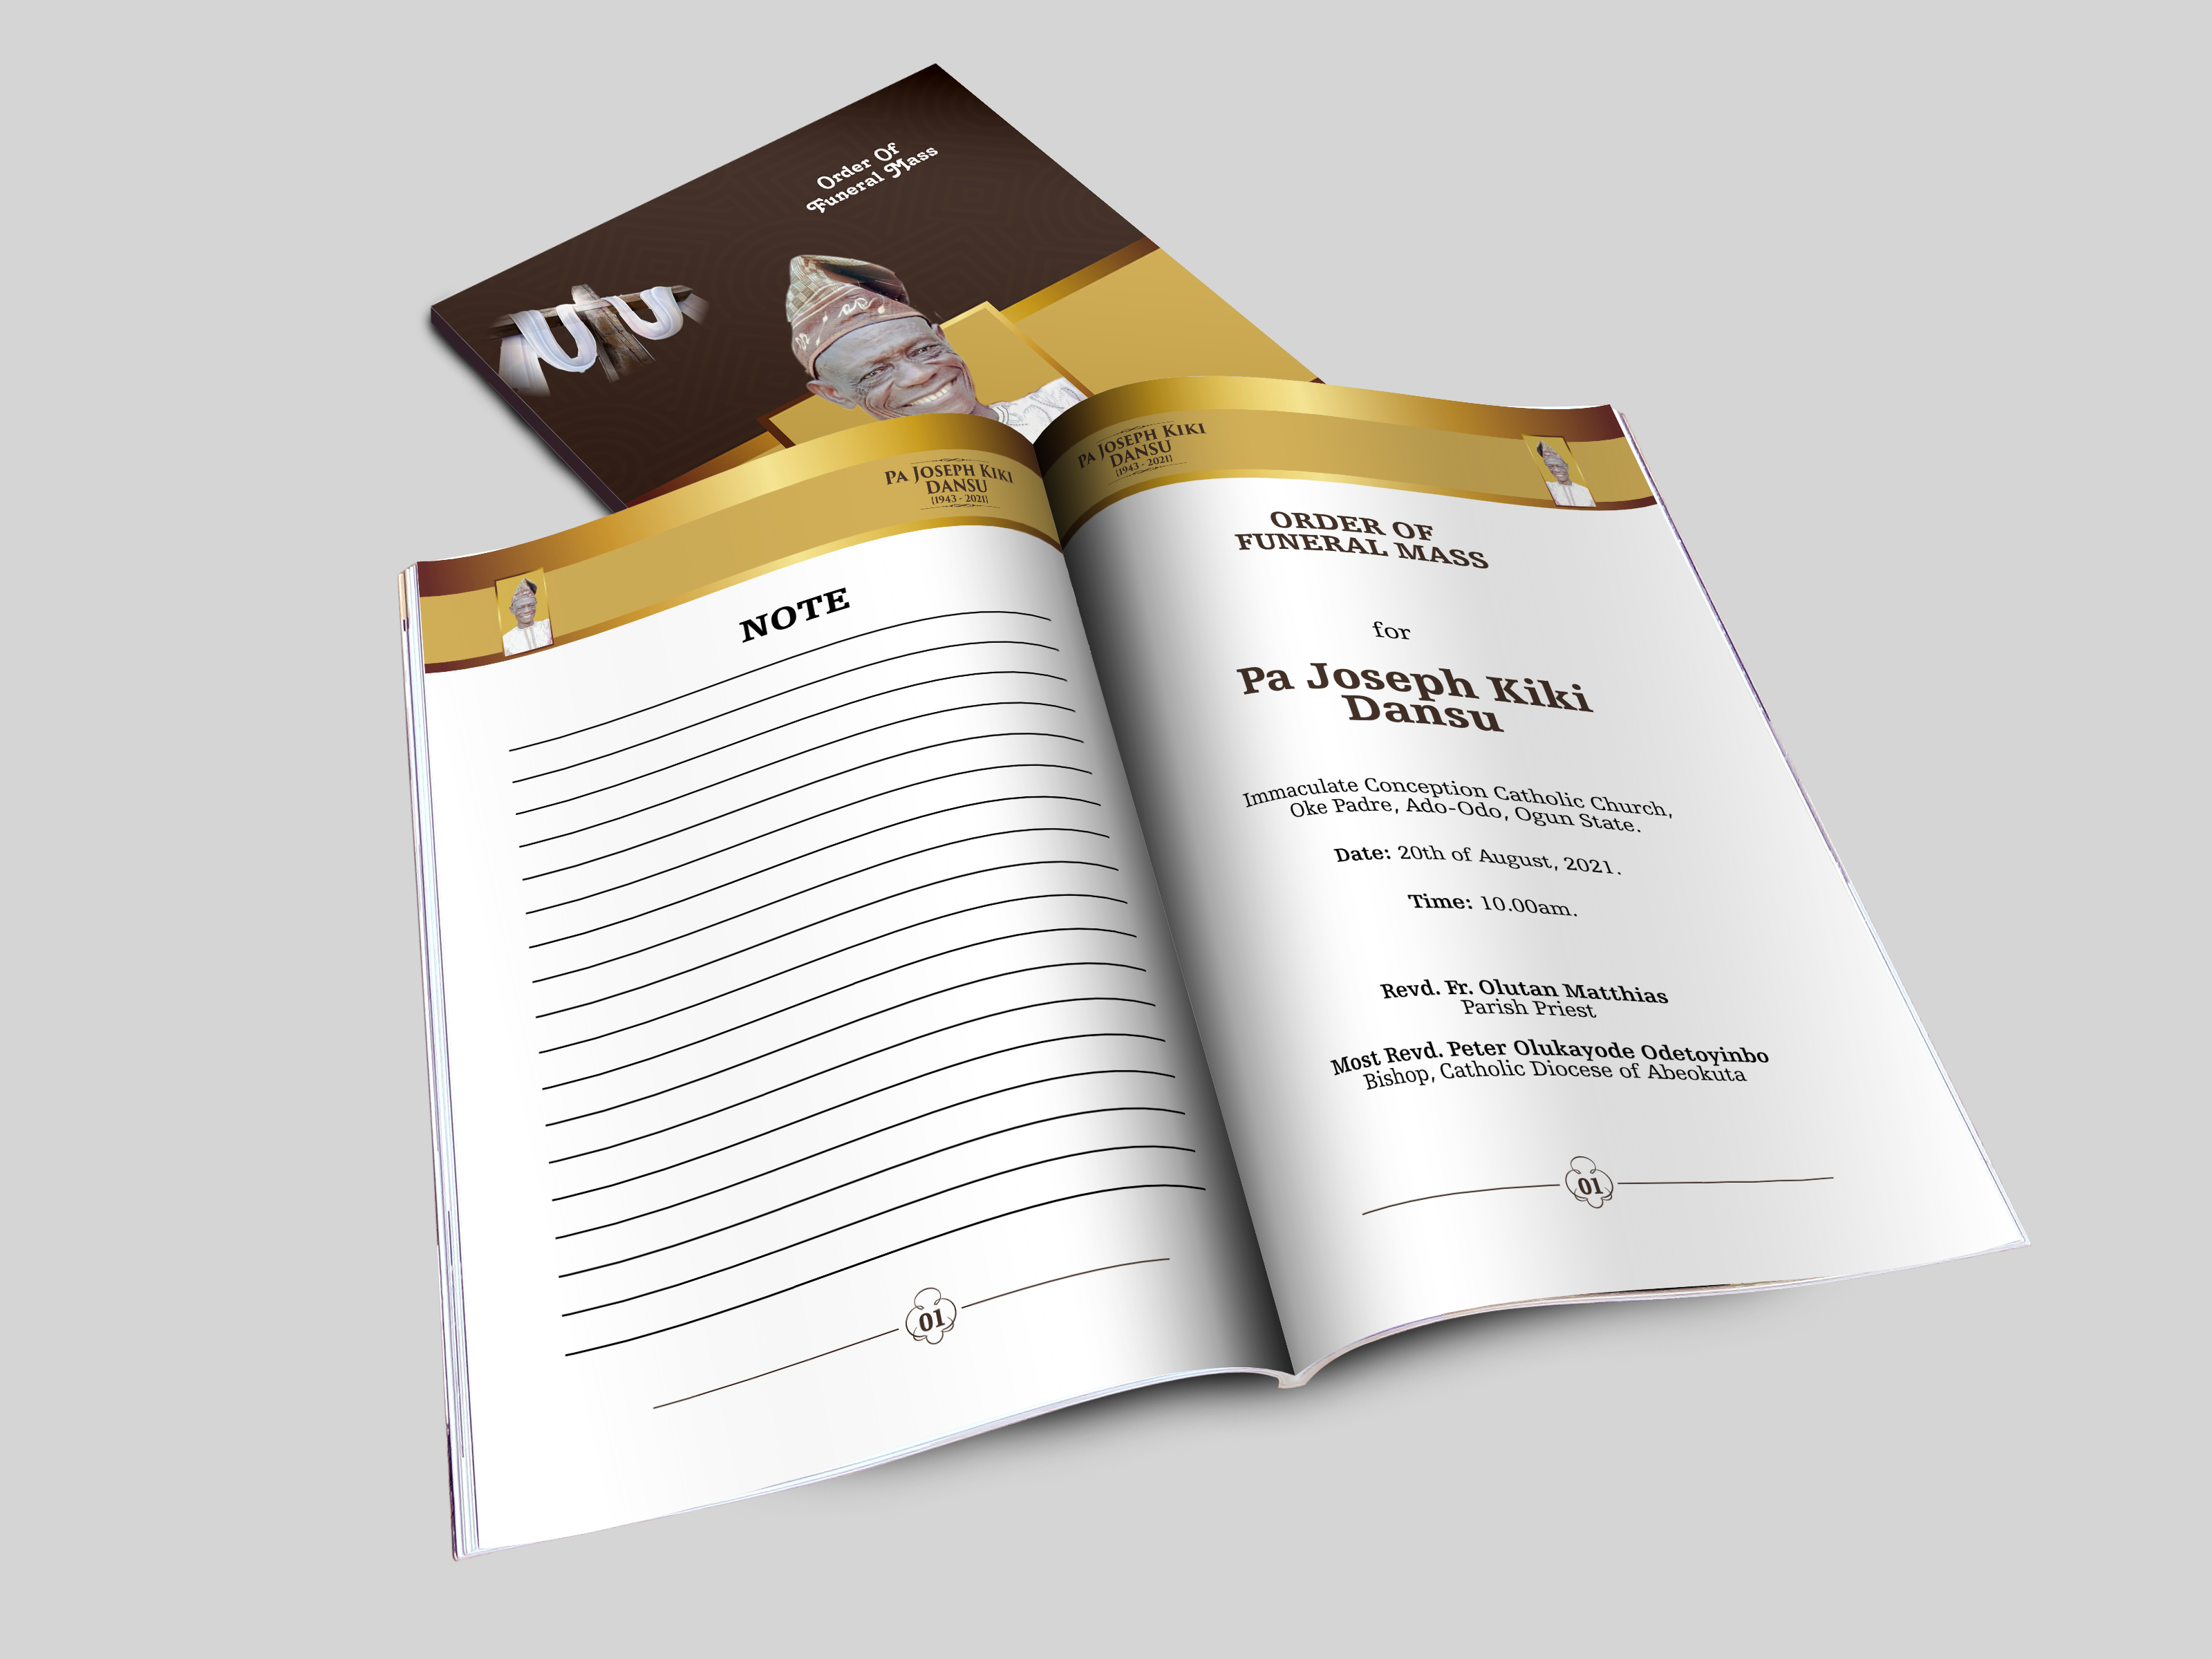 Order Of
Funeral Mass
PA JOSEPH KIKI
DANSU
(1943 - 2021)
NOTE
01
PA JOSEPH KIKI
DANSU
(1943 - 2021)
ORDER OF
FUNERAL MASS
for
Pa Joseph Kiki
Dansu
Immaculate Conception Catholic Church,
Oke Padre, Ado-Odo, Ogun State.
Date: 20th of August, 2021.
Time: 10.00am.
Revd. Fr. Olutan Matthias
Parish Priest
Most Revd. Peter Olukayode Odetoyinbo
Bishop, Catholic Diocese of Abeokuta
01